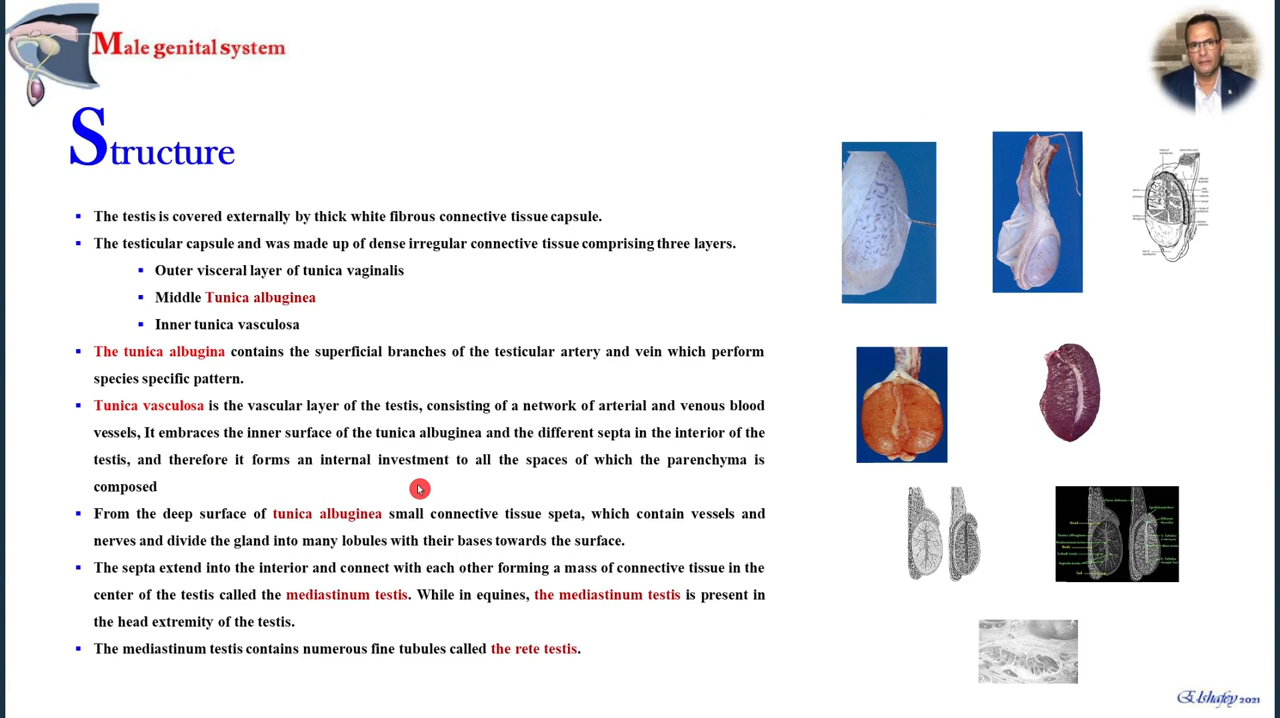 Male genital system
Structure
▪ The testis is covered externally by thick white fibrous connective tissue capsule.
▪ The testicular capsule and was made up of dense irregular connective tissue comprising three layers.
▪ Outer visceral layer of tunica vaginalis
▪ Middle Tunica albuginea
▪ Inner tunica vasculosa
▪ The tunica albugina contains the superficial branches of the testicular artery and vein which perform
species specific pattern.
▪ Tunica vasculosa is the vascular layer of the testis, consisting of a network of arterial and venous blood
vessels, It embraces the inner surface of the tunica albuginea and the different septa in the interior of the
testis, and therefore it forms an internal investment to all the spaces of which the parenchyma is
composed
▪ From the deep surface of tunica albuginea small connective tissue speta, which contain vessels and
nerves and divide the gland into many lobules with their bases towards the surface.
▪ The septa extend into the interior and connect with each other forming a mass of connective tissue in the
center of the testis called the mediastinum testis. While in equines, the mediastinum testis is present in
the head extremity of the testis.
▪ The mediastinum testis contains numerous fine tubules called the rete testis.
Elshafey 2021